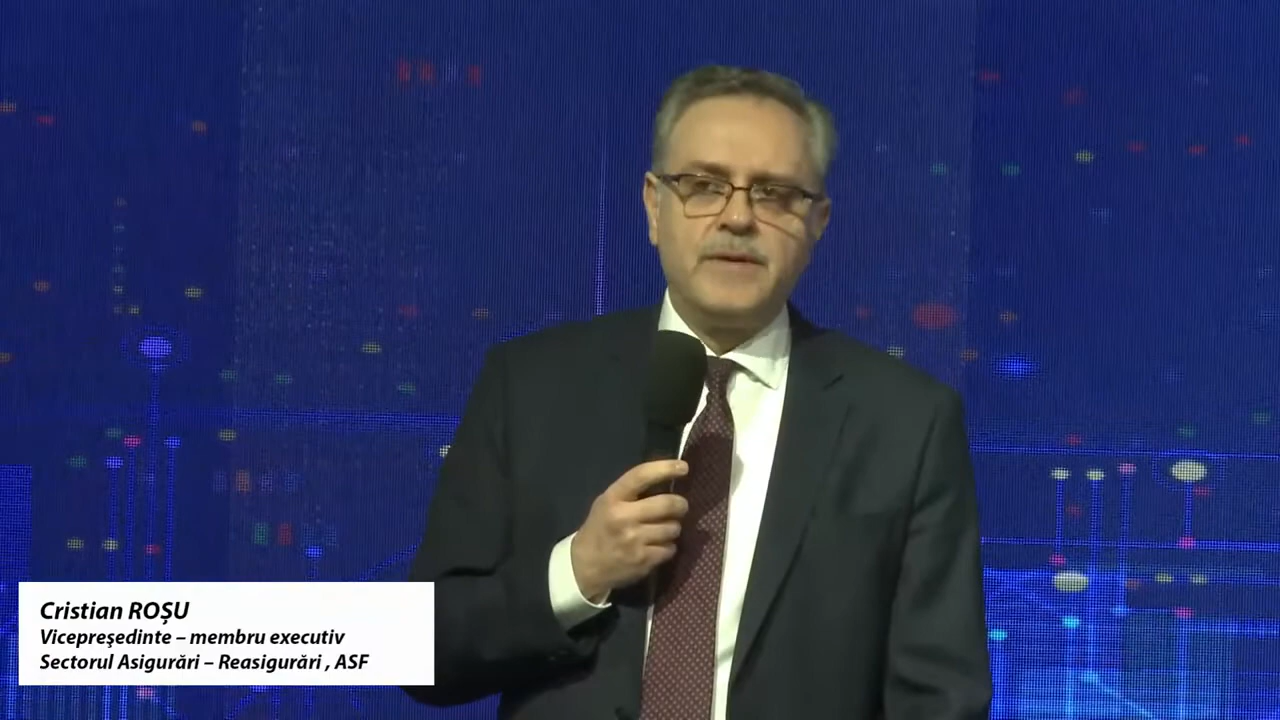 Cristian ROȘU
Vicepreşedinte – membru executiv
Sectorul Asigurări – Reasigurări , ASF